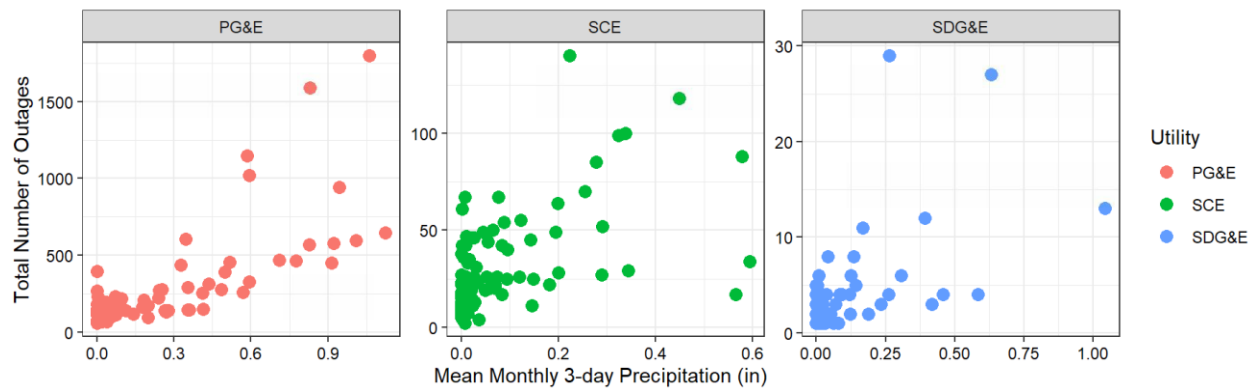 PG&E
SCE
SDG&E
Total Number of Outages
1500
1000
500
0
0.0 0.3 0.6 0.9
100
50
0
0.0 0.2 0.4 0.6
30
20
10
0
0.00 0.25 0.50 0.75 1.00
Mean Monthly 3-day Precipitation (in)
Utility
PG&E
SCE
SDG&E